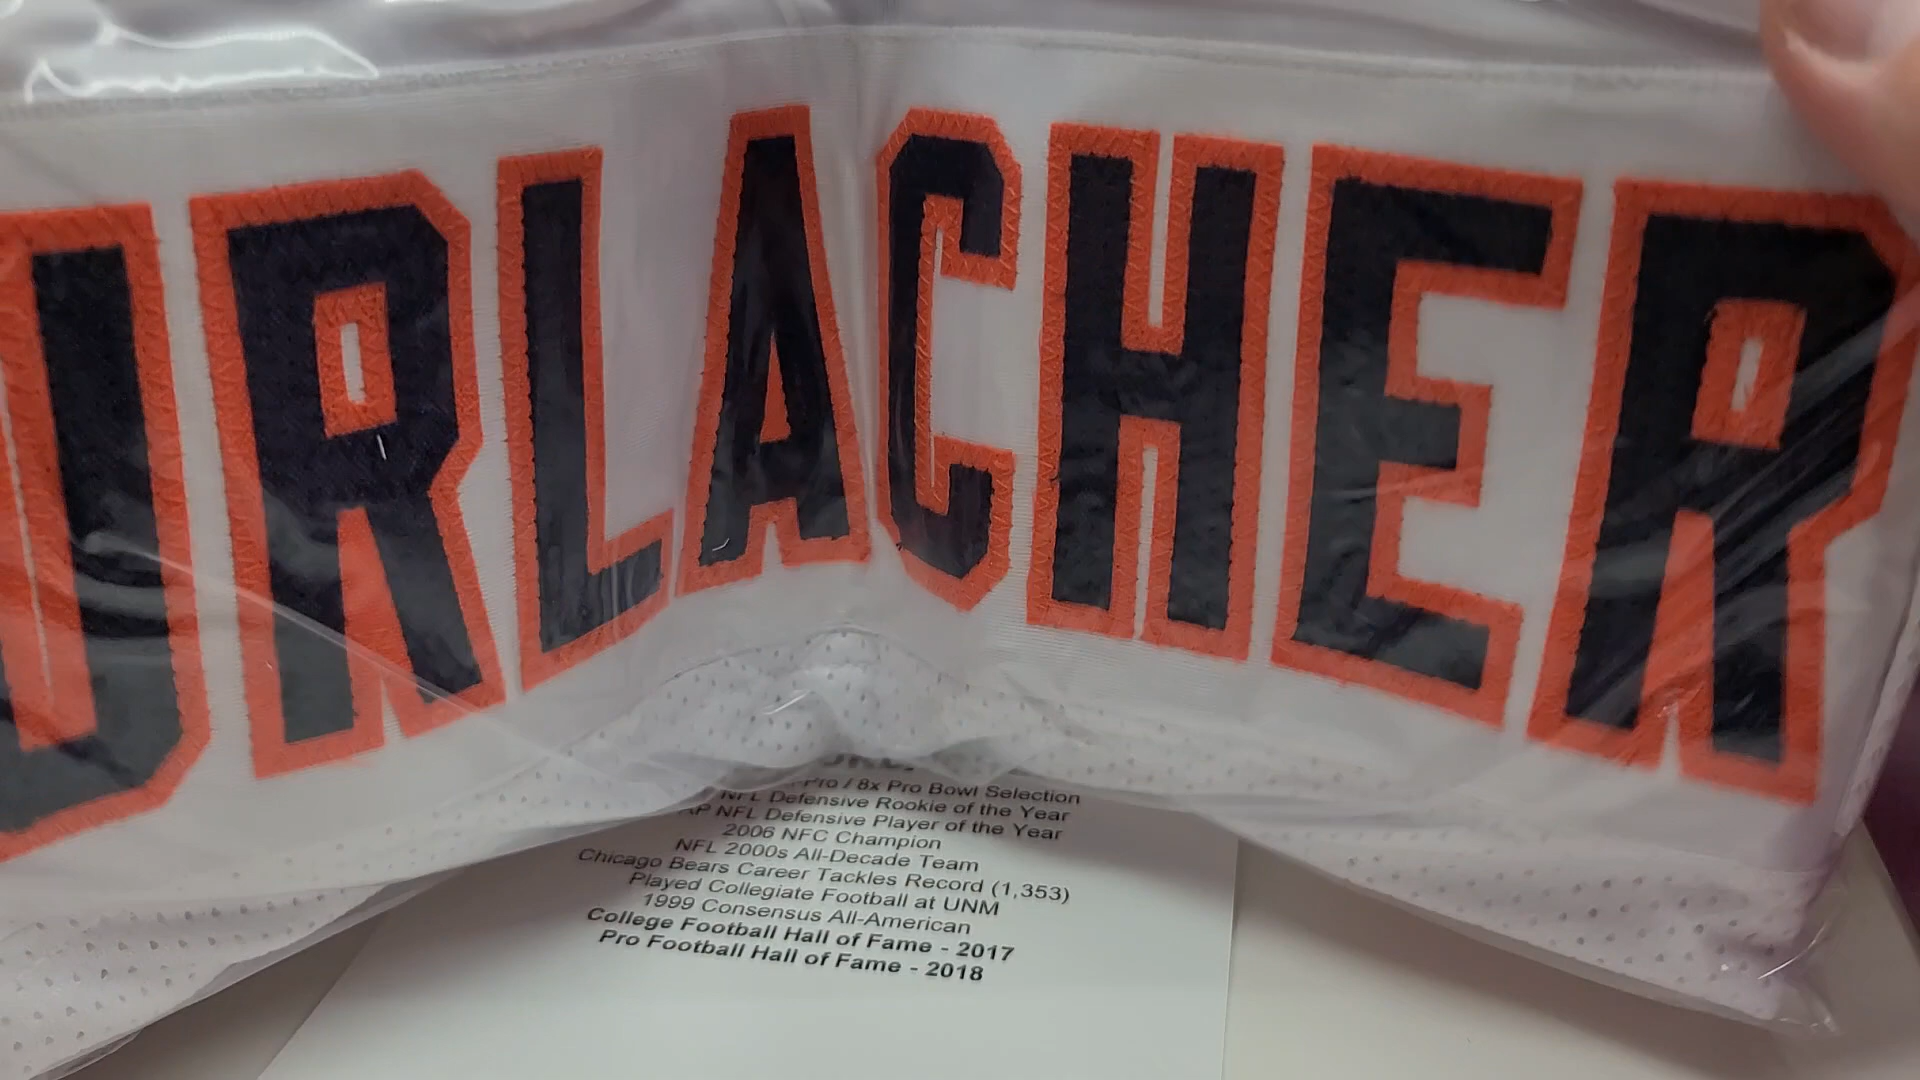 URLACHER
Pro / 8x Pro Bowl Selection
NFL Defensive Rookie of the Year
AP NFL Defensive Player of the Year
2006 NFC Champion
NFL 2000s All-Decade Team
Chicago Bears Career Tackles Record (1,353)
Played Collegiate Football at UNM
1999 Consensus All-American
College Football Hall of Fame - 2017
Pro Football Hall of Fame - 2018